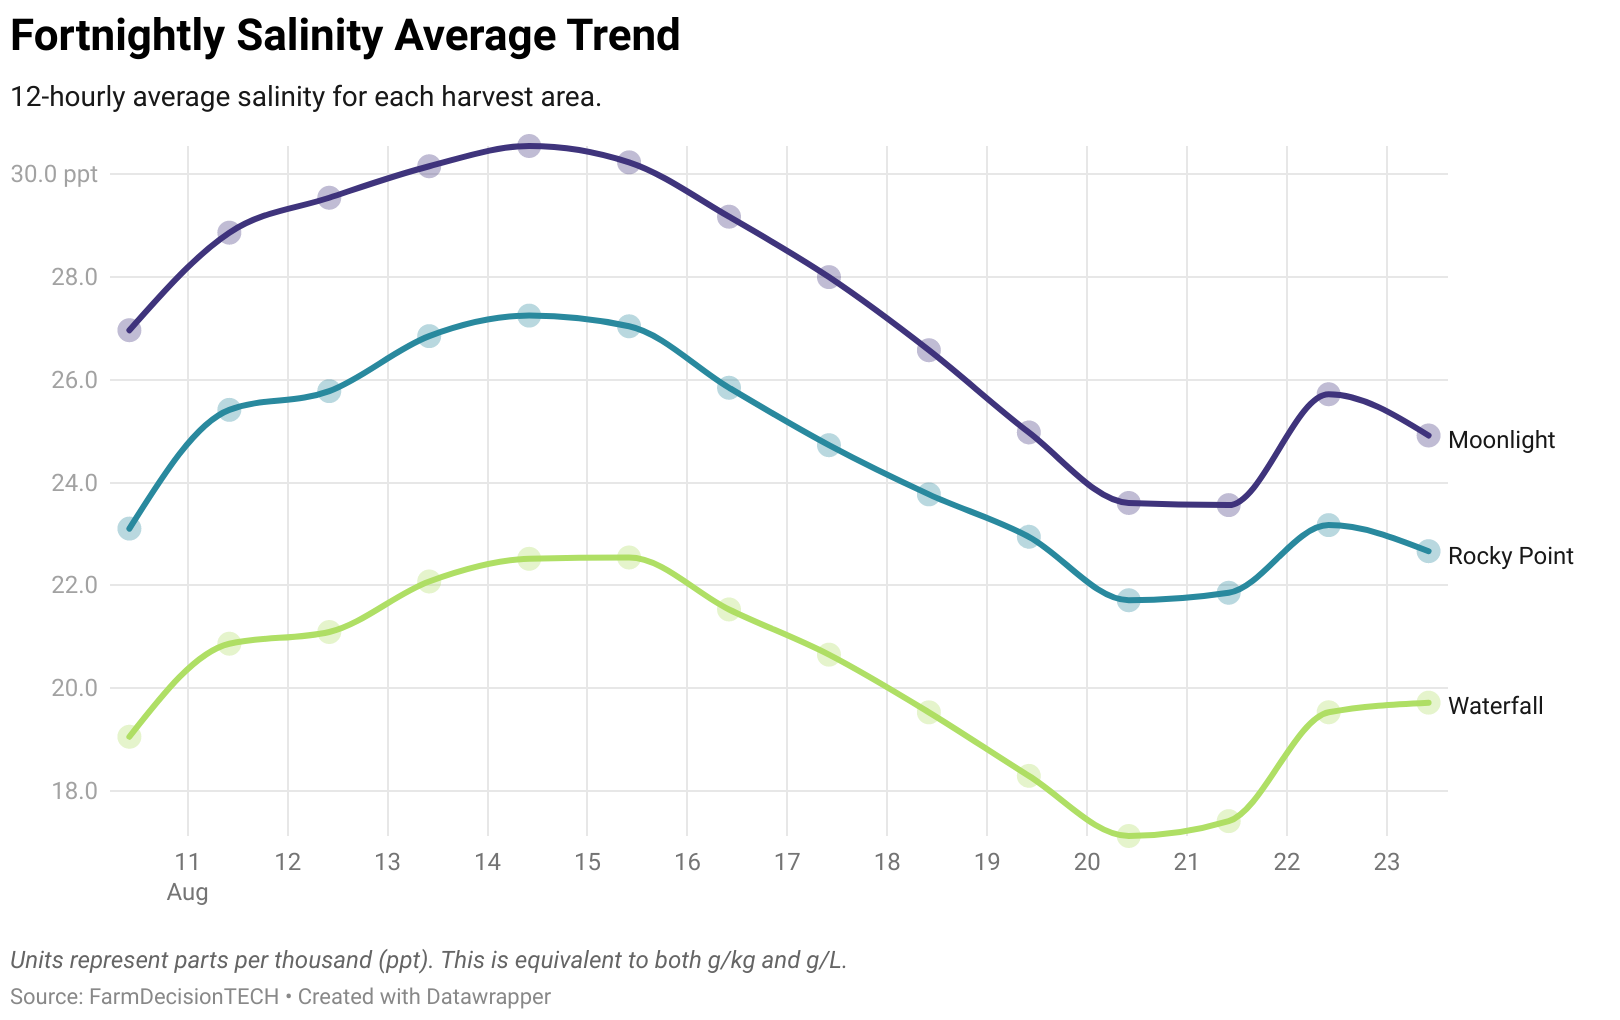 Fortnightly Salinity Average Trend
12-hourly average salinity for each harvest area.
30.0 ppt
28.0
26.0
24.0
22.0
20.0
18.0
Moonlight
Rocky Point
Waterfall
11 12 13 14 15 16 17 18 19 20 21 22 23
Aug
Units represent parts per thousand (ppt). This is equivalent to both g/kg and g/L.
Source: FarmDecisionTECH • Created with Datawrapper